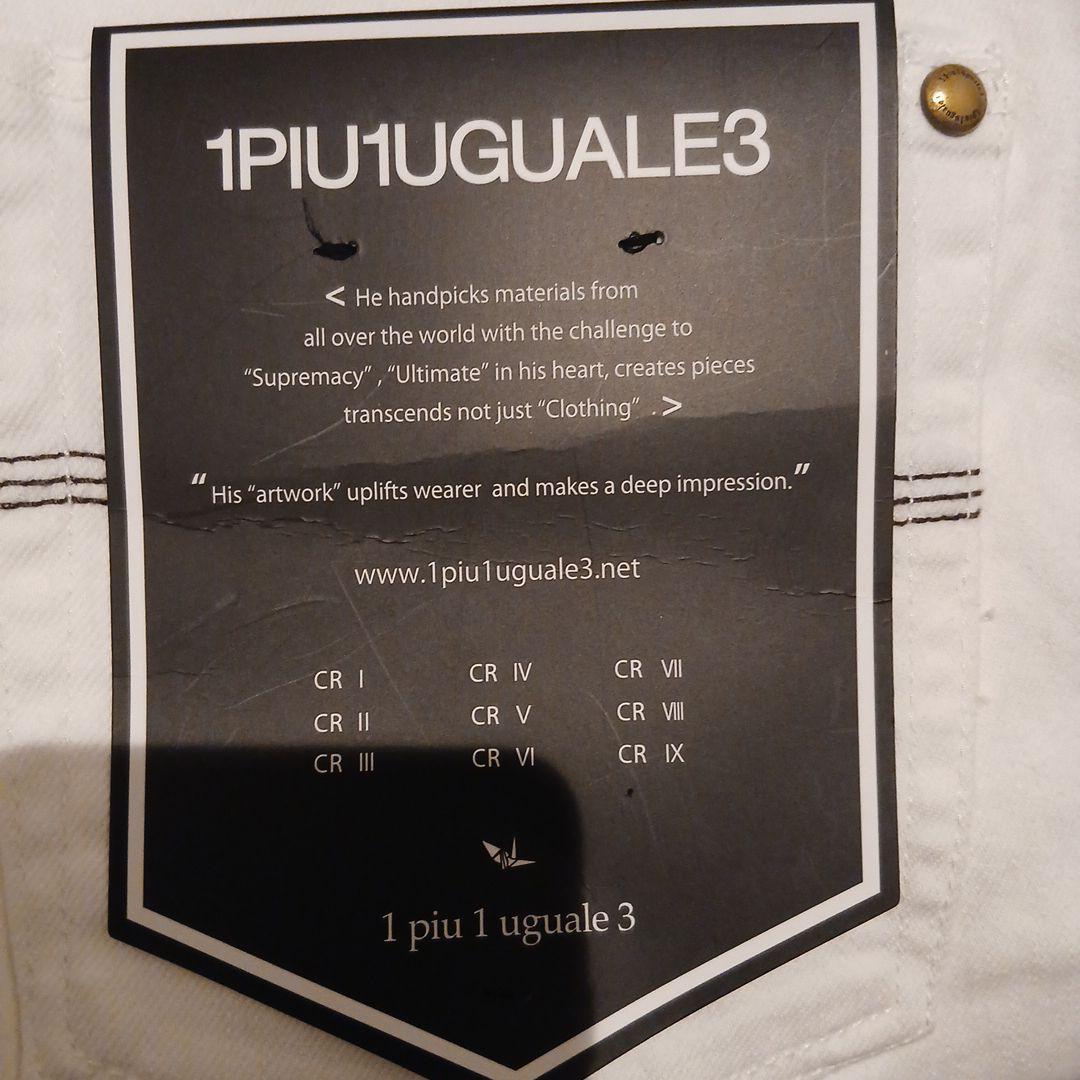 1PIU1UGUALE3
< He handpicks materials from
all over the world with the challenge to
“Supremacy” , “Ultimate” in his heart, creates pieces
transcends not just “Clothing” . >
“ His “artwork” uplifts wearer and makes a deep impression. ”
www.1piu1uguale3.net
CR I CR IV CR VII
CR II CR V CR VIII
CR III CR VI CR IX
1 piu 1 uguale 3